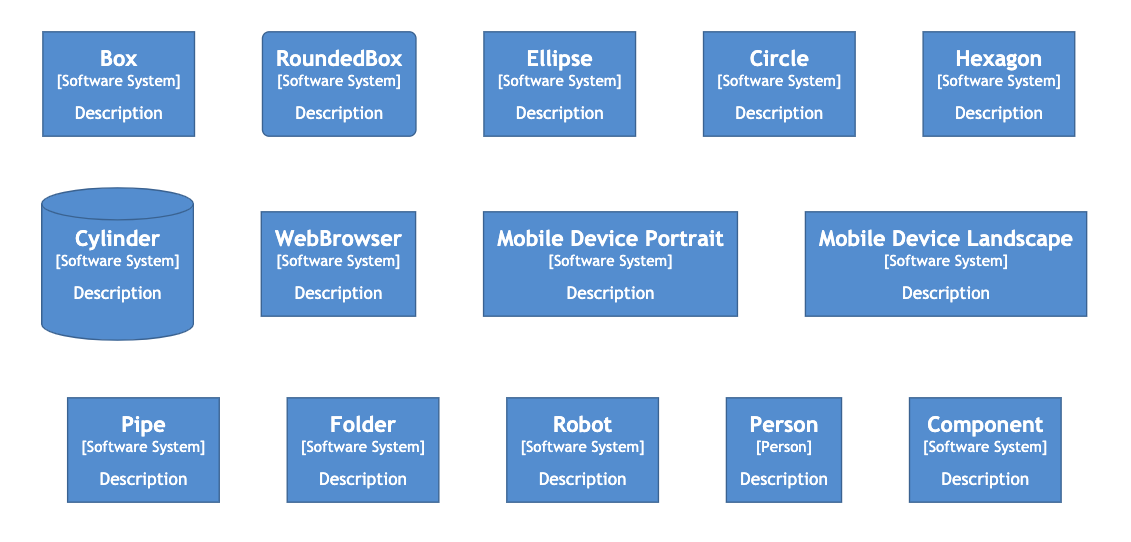 Box
[Software System]
Description
RoundedBox
[Software System]
Description
Ellipse
[Software System]
Description
Circle
[Software System]
Description
Hexagon
[Software System]
Description
Cylinder
[Software System]
Description
WebBrowser
[Software System]
Description
Mobile Device Portrait
[Software System]
Description
Mobile Device Landscape
[Software System]
Description
Pipe
[Software System]
Description
Folder
[Software System]
Description
Robot
[Software System]
Description
Person
[Person]
Description
Component
[Software System]
Description